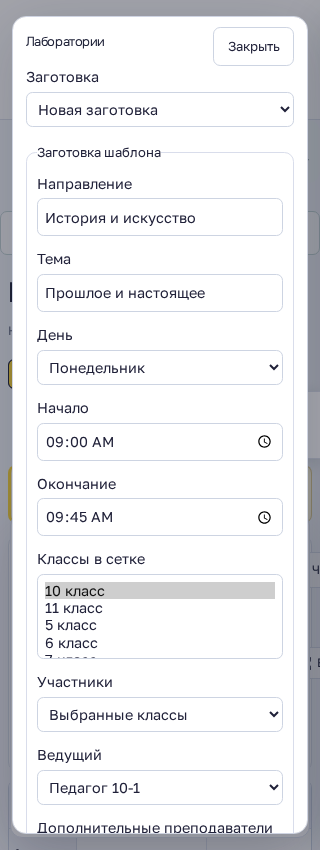 Лаборатории
Закрыть
Заготовка
Новая заготовка
Заготовка шаблона
Направление
История и искусство
Тема
Прошлое и настоящее
День
Понедельник
Начало
09:00 AM
Окончание
09:45 AM
Классы в сетке
10 класс
11 класс
5 класс
6 класс
Участники
Выбранные классы
Ведущий
Педагог 10-1
Дополнительные преподаватели